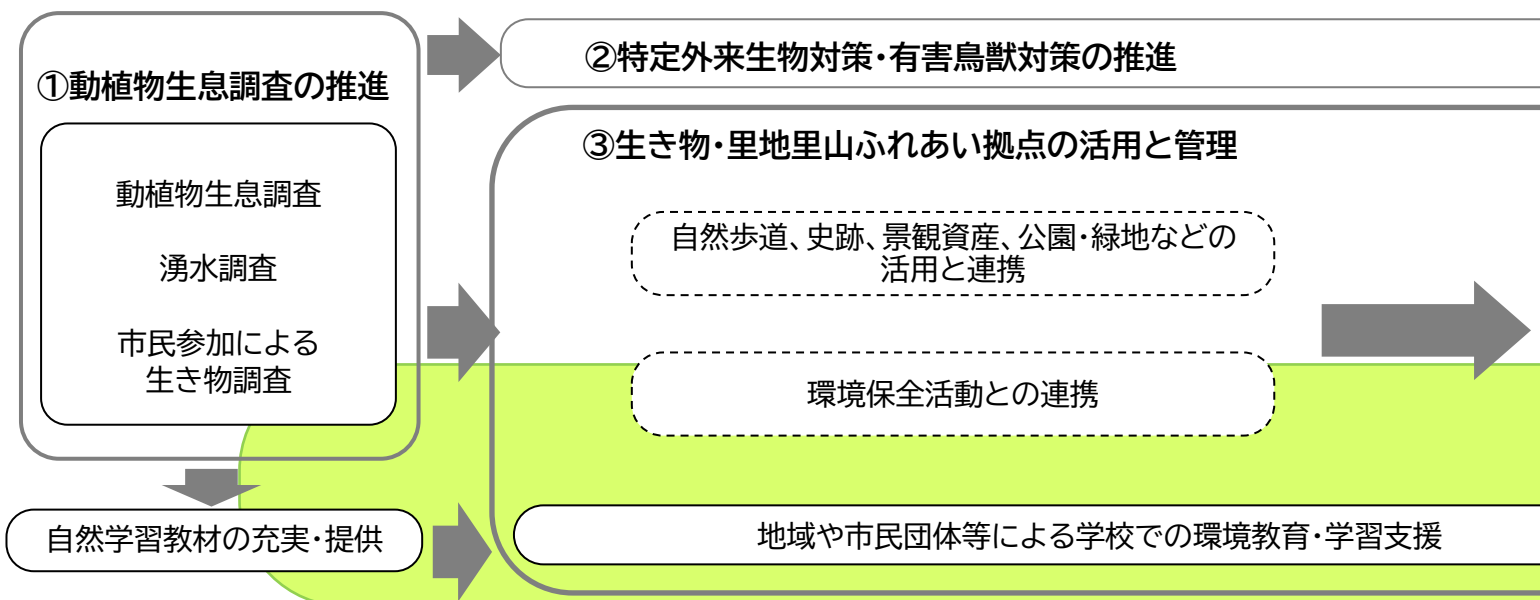 ①動植物生息調査の推進
動植物生息調査
湧水調査
市民参加による
生き物調査
②特定外来生物対策・有害鳥獣対策の推進
③生き物・里地里山ふれあい拠点の活用と管理
自然歩道、史跡、景観資産、公園・緑地などの
活用と連携
環境保全活動との連携
自然学習教材の充実・提供
地域や市民団体等による学校での環境教育・学習支援